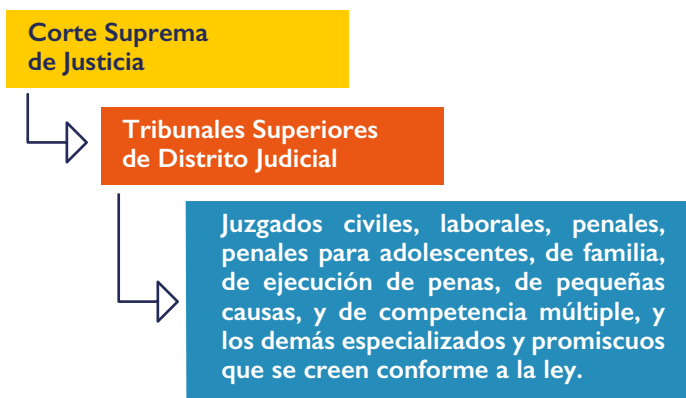 Corte Suprema
de Justicia
Tribunales Superiores
de Distrito Judicial
Juzgados civiles, laborales, penales,
penales para adolescentes, de familia,
de ejecución de penas, de pequeñas
causas, y de competencia múltiple, y
los demás especializados y promiscuos
que se creen conforme a la ley.